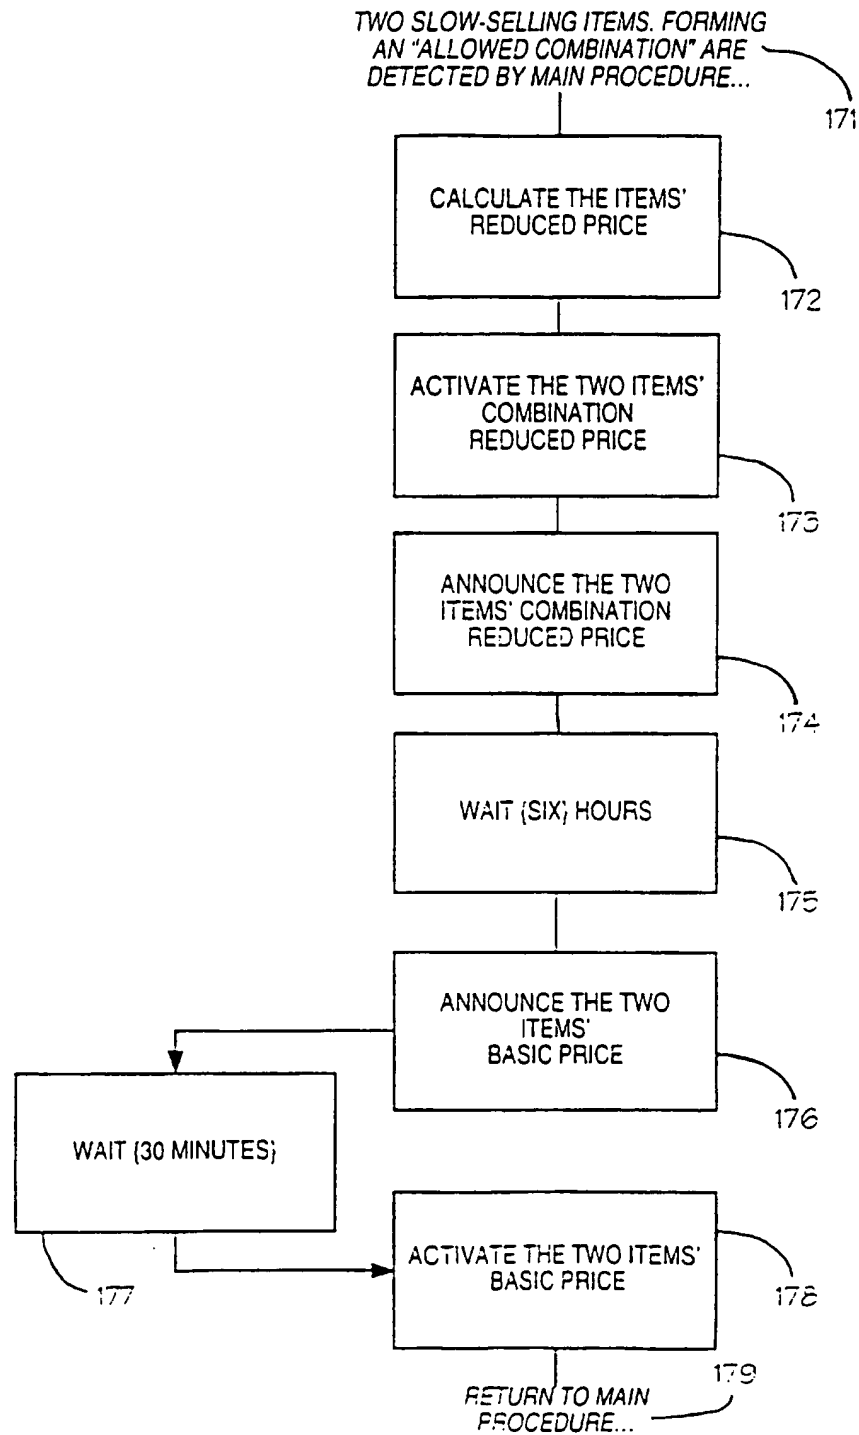 TWO SLOW-SELLING ITEMS. FORMING
AN "ALLOWED COMBINATION" ARE
DETECTED BY MAIN PROCEDURE...
171
CALCULATE THE ITEMS'
REDUCED PRICE
172
ACTIVATE THE TWO ITEMS'
COMBINATION
REDUCED PRICE
173
ANNOUNCE THE TWO
ITEMS' COMBINATION
REDUCED PRICE
174
WAIT {SIX} HOURS
175
ANNOUNCE THE TWO
ITEMS'
BASIC PRICE
176
WAIT {30 MINUTES}
177
ACTIVATE THE TWO ITEMS'
BASIC PRICE
178
179
RETURN TO MAIN
PROCEDURE...